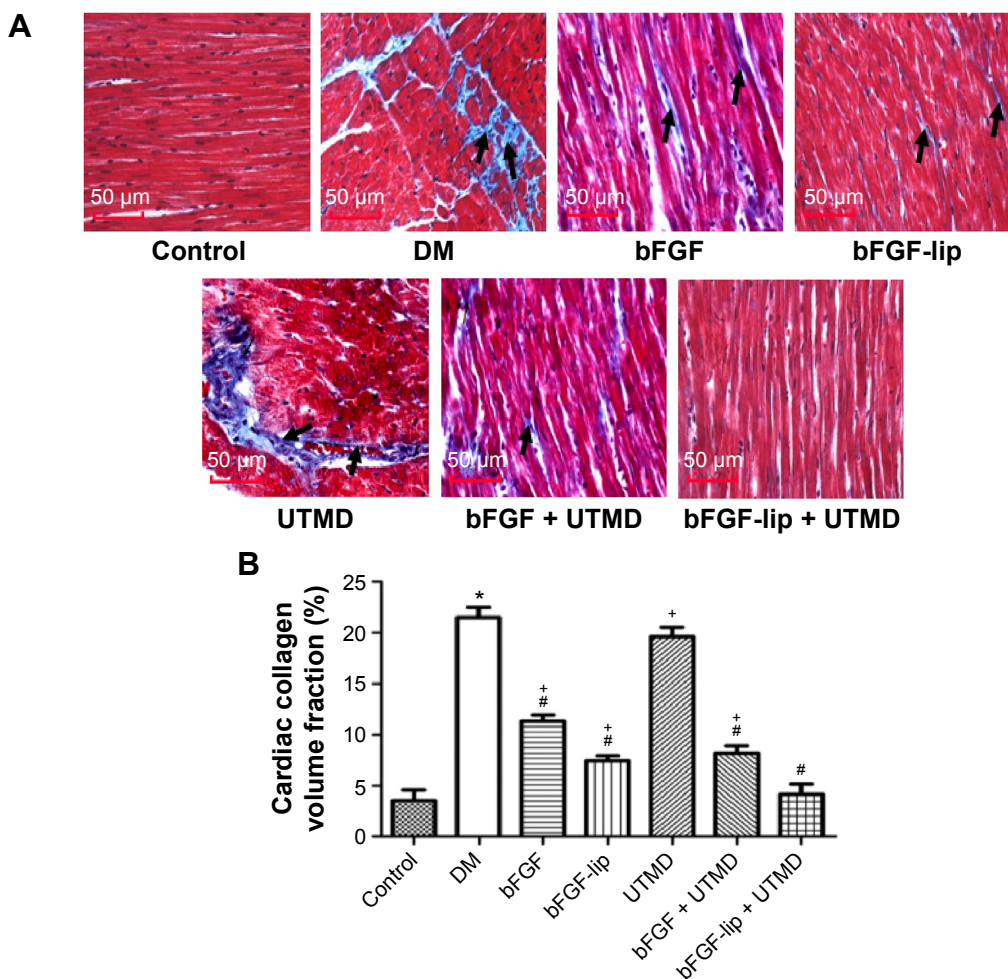 A
50 µm
50 µm
50 µm
50 µm
Control
DM
bFGF
bFGF-lip
50 µm
50 µm
50 µm
UTMD
bFGF + UTMD
bFGF-lip + UTMD
B
Cardiac collagen
volume fraction (%)
25
20
15
10
5
0
*
+
#
+
#
+
+
#
#
Control
DM
bFGF
bFGF-lip
UTMD
bFGF + UTMD
bFGF-lip + UTMD